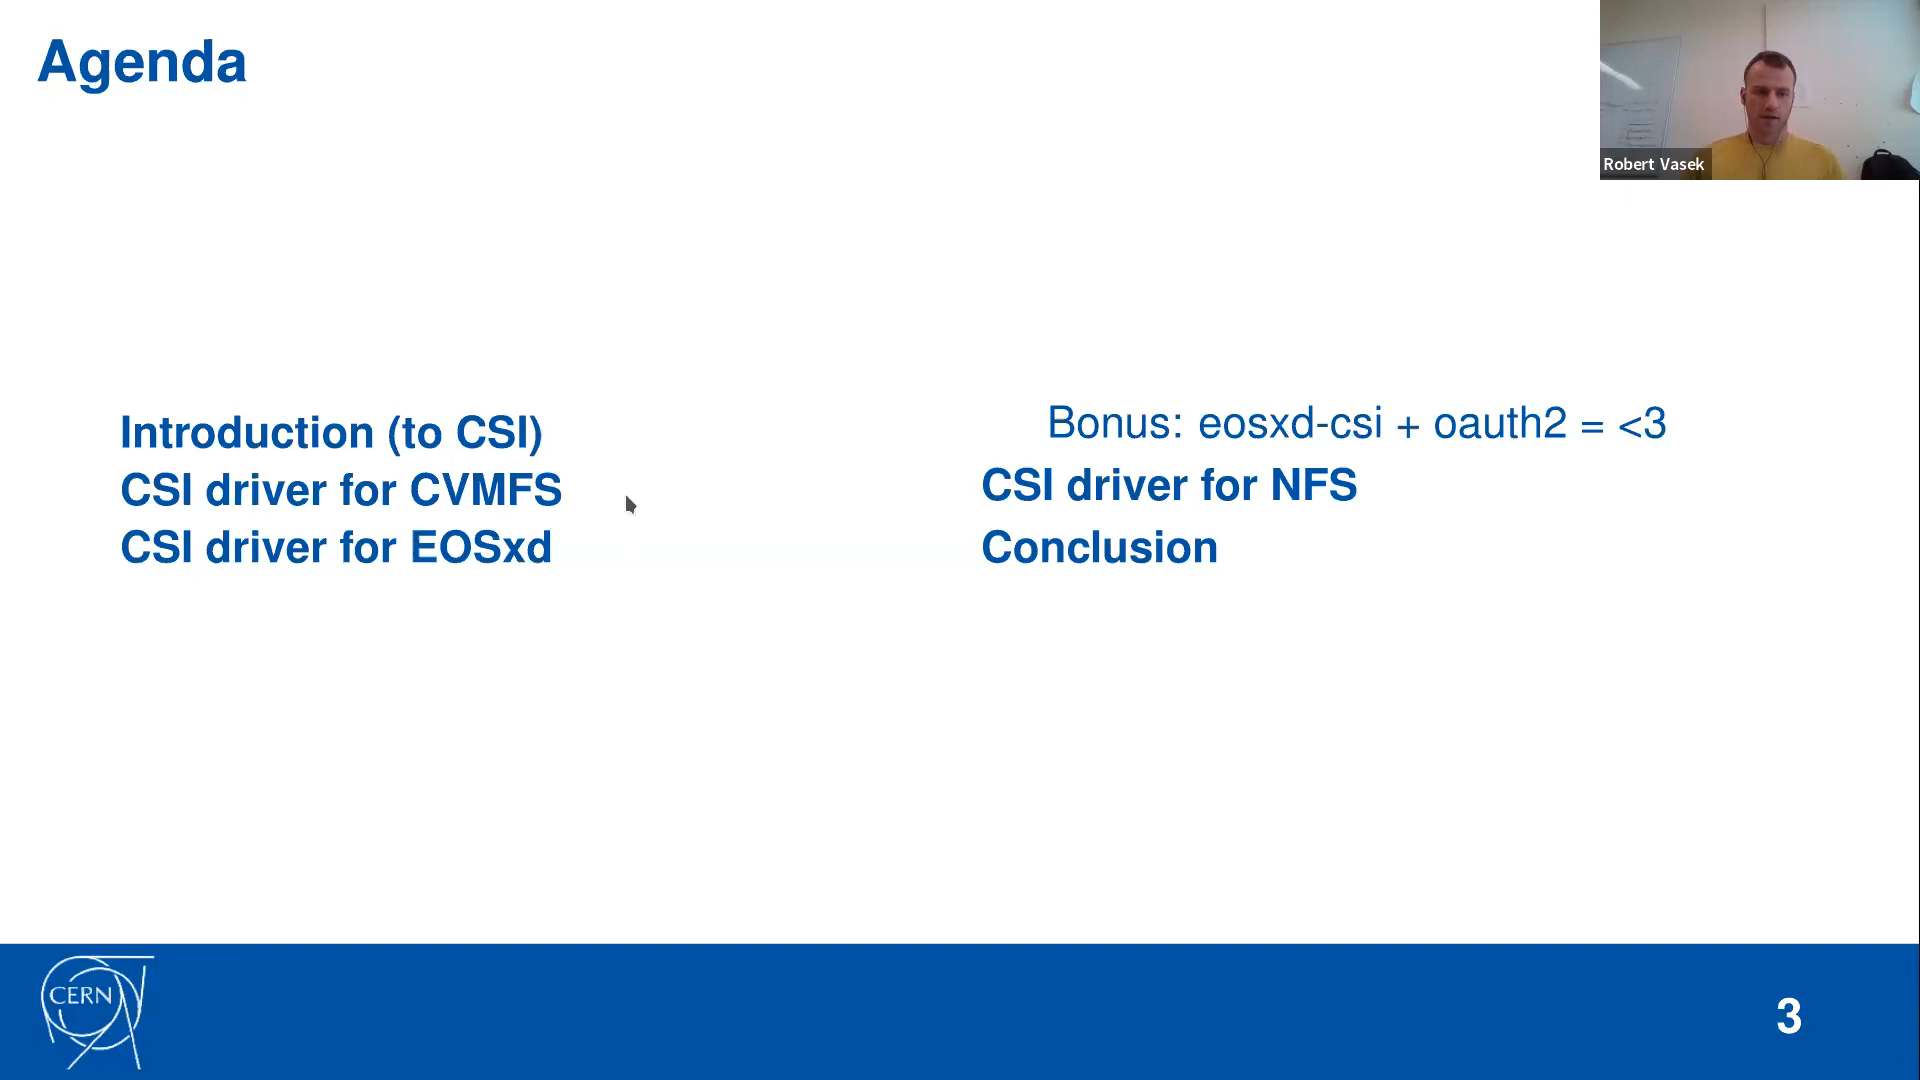 Agenda
Robert Vasek
Introduction (to CSI)
CSI driver for CVMFS
CSI driver for EOSxd
Bonus: eosxd-csi + oauth2 = <3
CSI driver for NFS
Conclusion
CERN
3